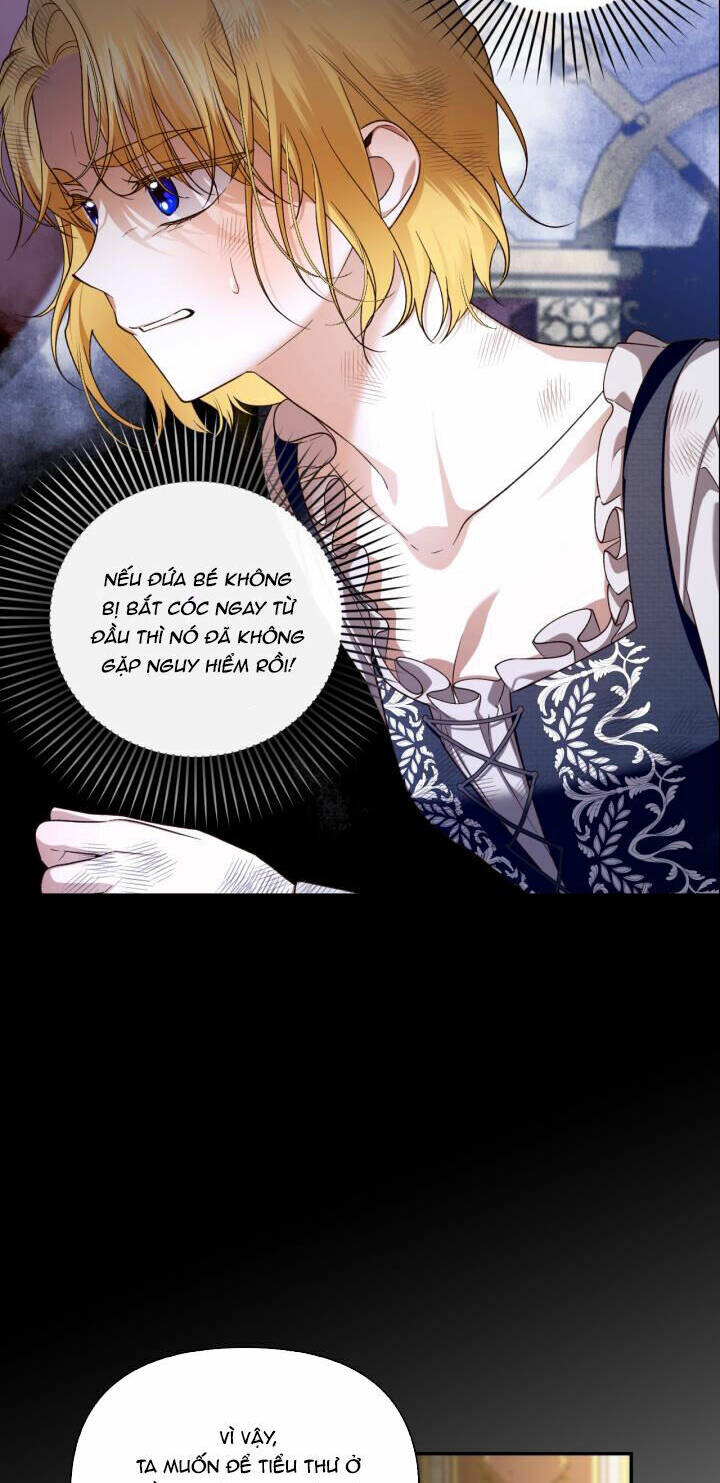 NẾU ĐỨA BÉ KHÔNG
BỊ BẮT CÓC NGAY TỪ
ĐẦU THÌ NÓ ĐÃ KHÔNG
GẶP NGUY HIỂM RỒI!
VÌ VẬY,
TA MUỐN ĐỂ TIỂU THƯ Ở